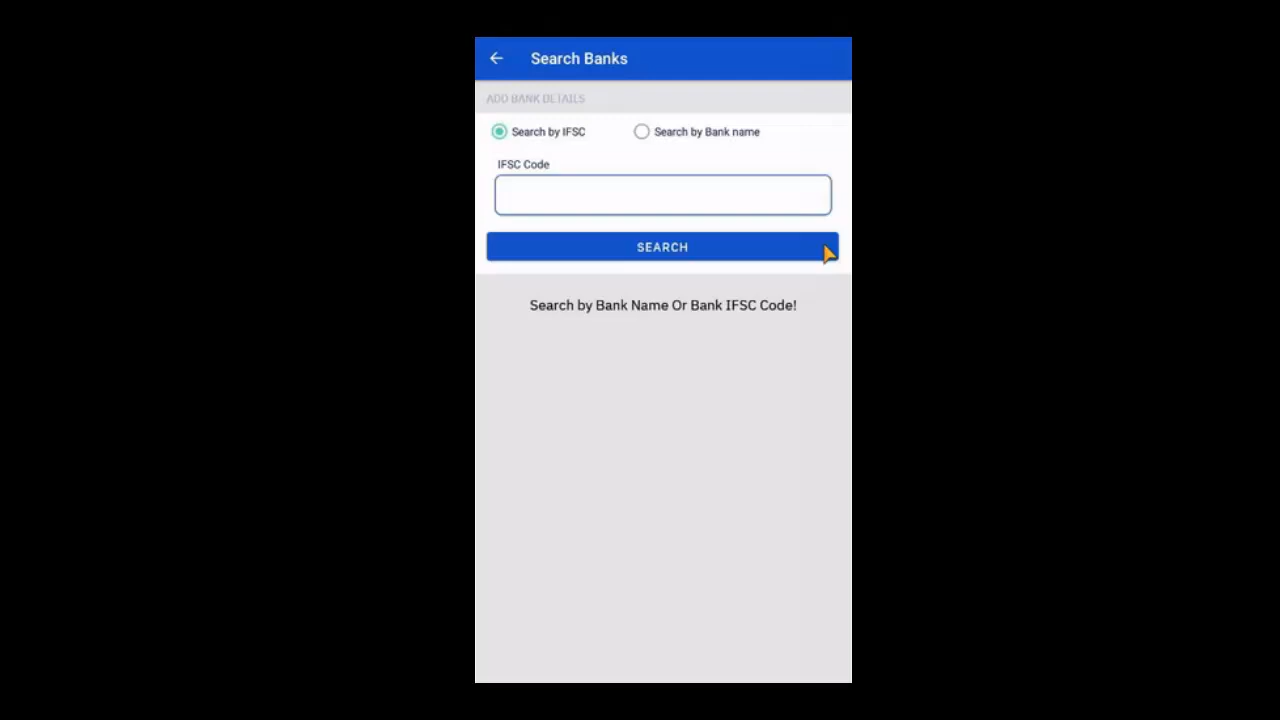 Search Banks
ADD BANK DETAILS
Search by IFSC Search by Bank name
IFSC Code
SEARCH
Search by Bank Name Or Bank IFSC Code!